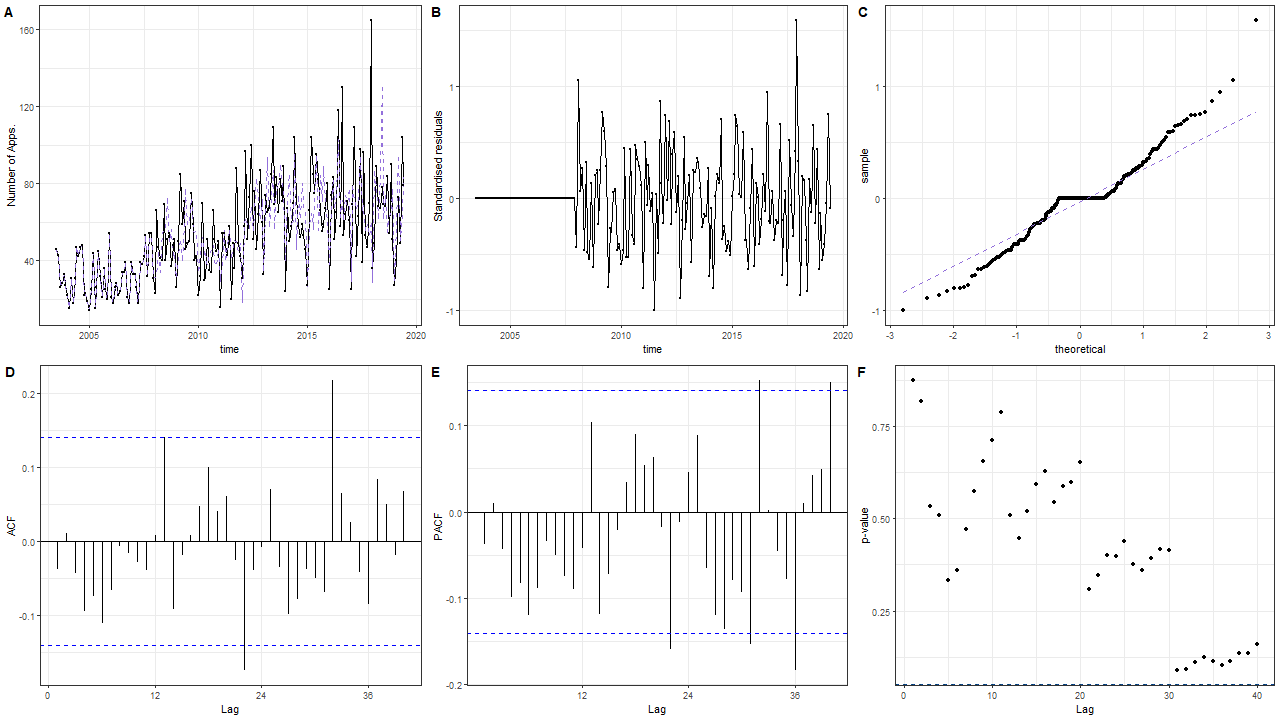 A
Number of Apps.
160
120
80
40
2005
2010
2015
2020
time
B
Standardised residuals
1
0
-1
2005
2010
2015
2020
time
C
sample
1
0
-1
-3
-2
-1
0
1
2
3
theoretical
D
ACF
0.2
0.1
0.0
-0.1
0
12
24
36
Lag
E
PACF
0.1
0.0
-0.1
-0.2
12
24
36
Lag
F
p-value
0.75
0.50
0.25
0
10
20
30
40
Lag